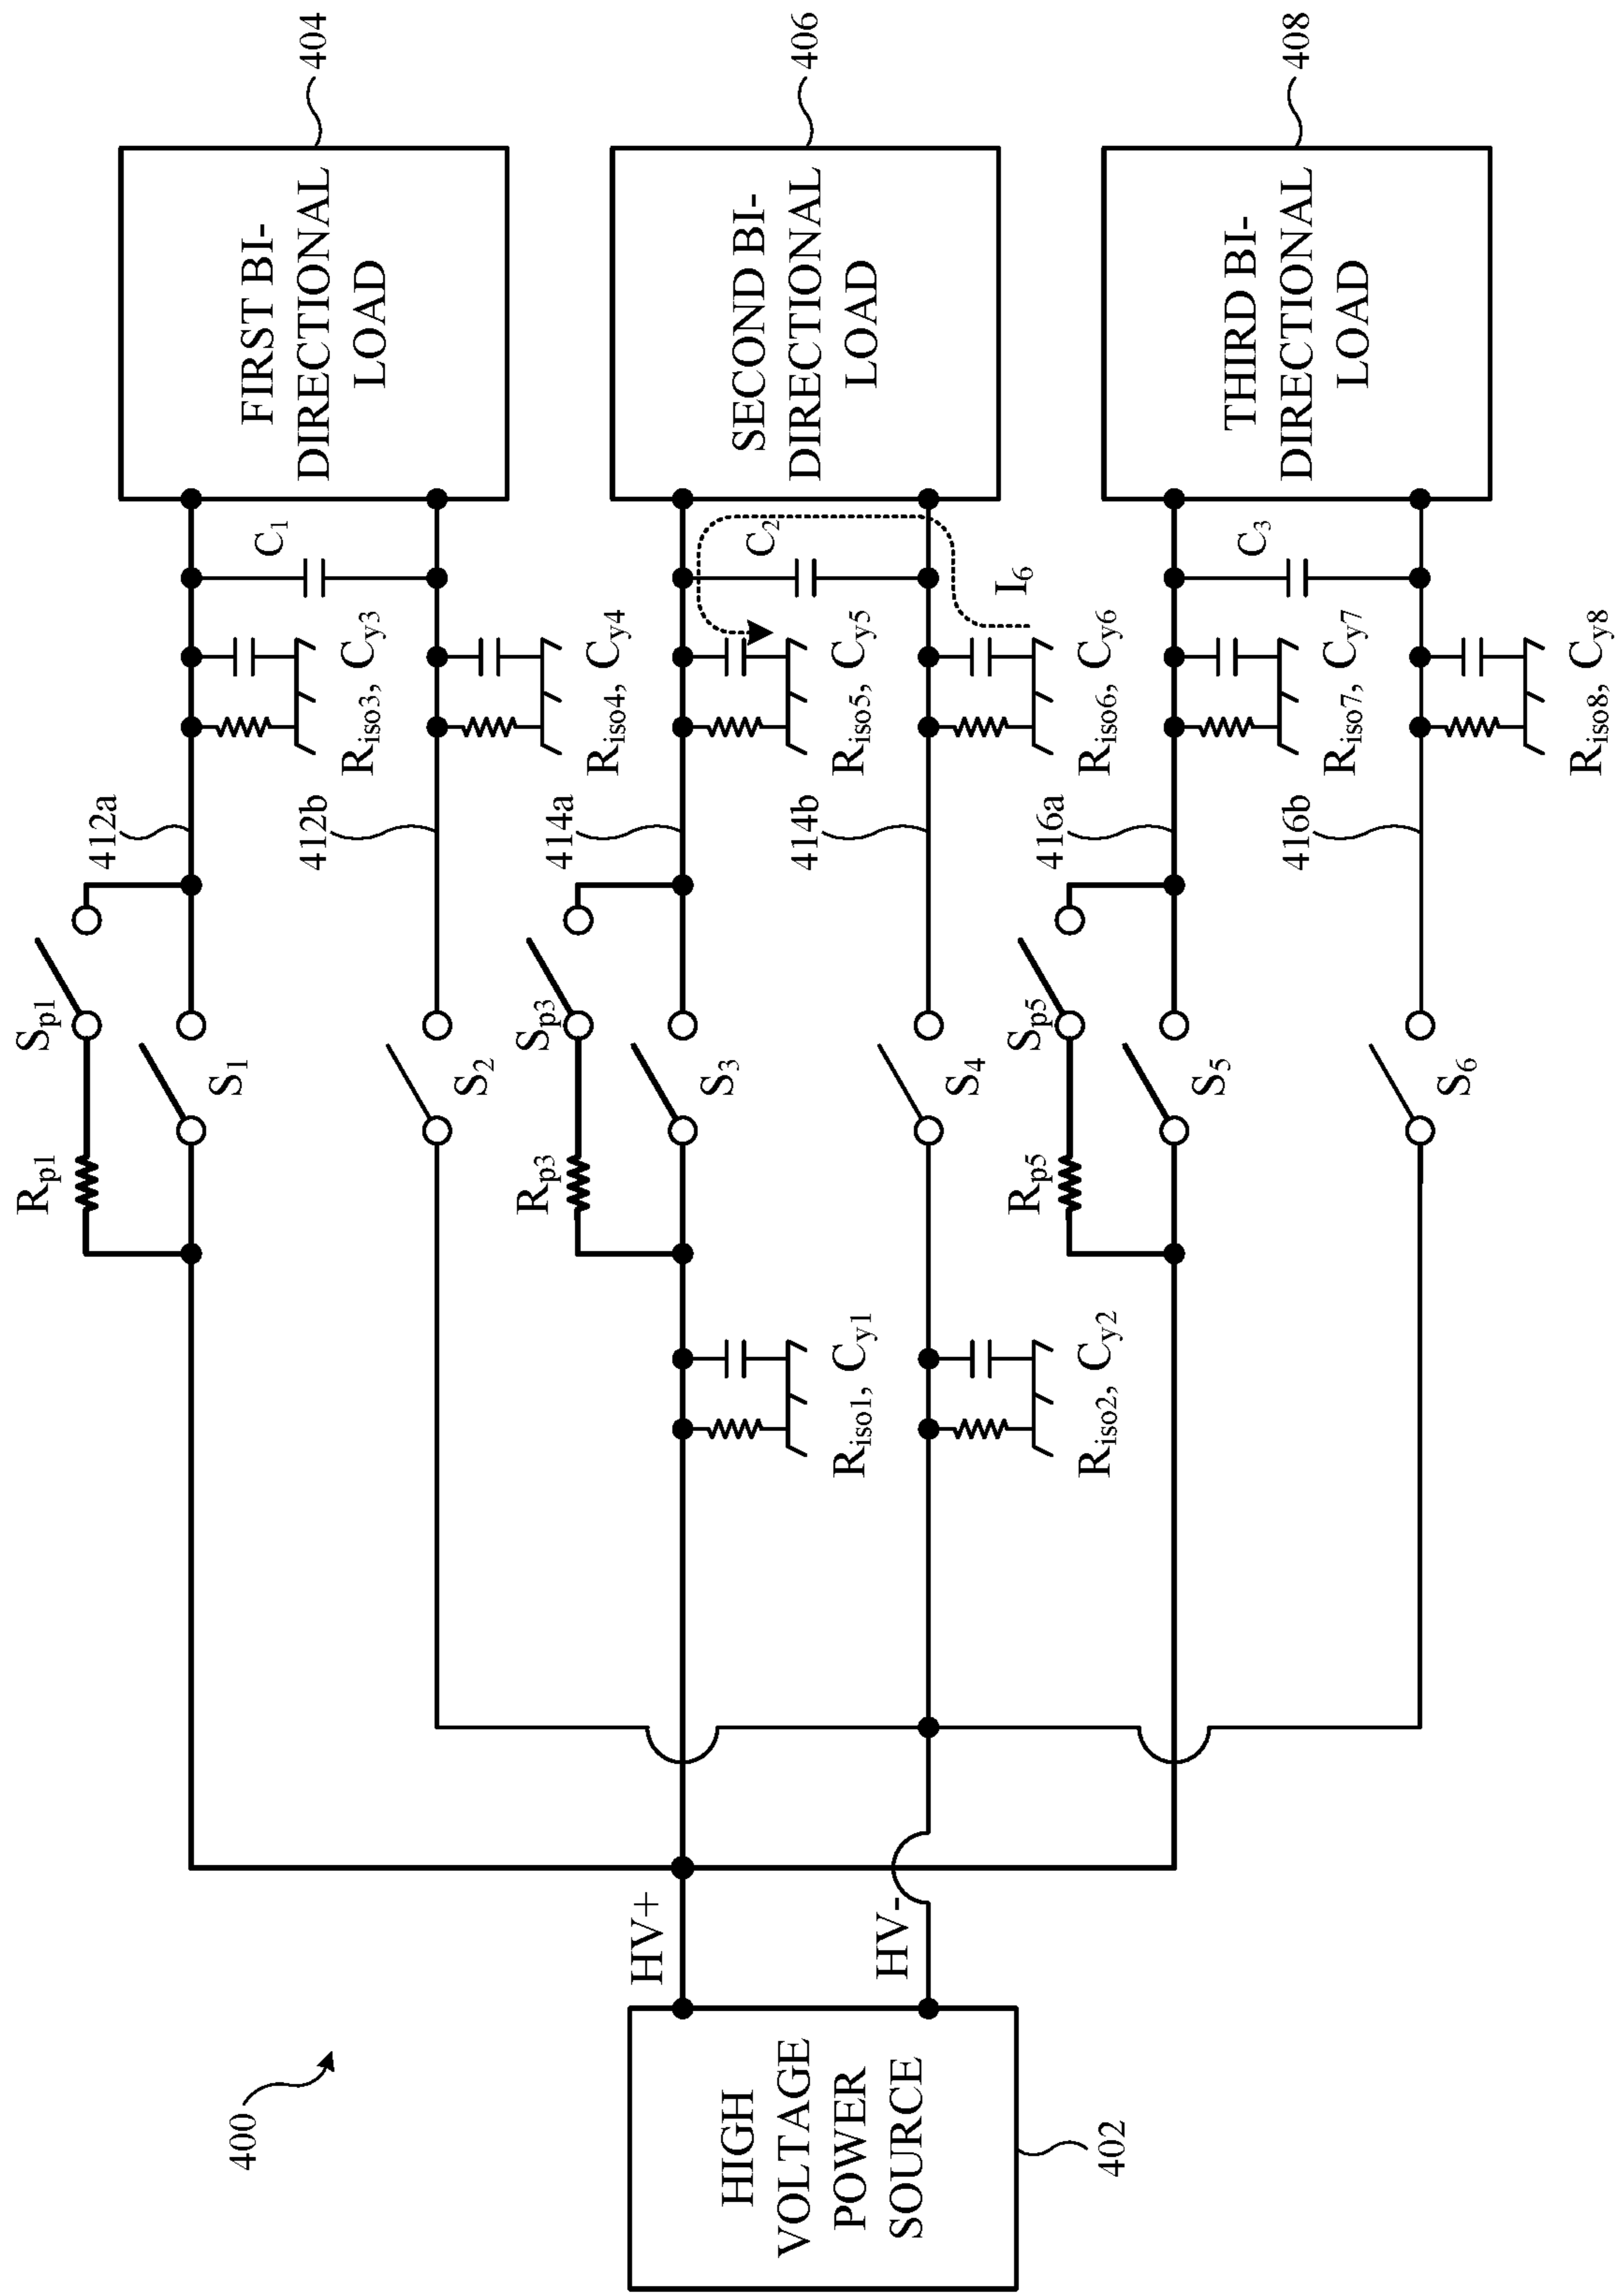 400
HIGH
VOLTAGE
POWER
SOURCE
402
HV+
HV-
Rp1
Sp1
S1
412a
Riso3, Cy3
C1
FIRST BI-
DIRECTIONAL
LOAD
404
S2
412b
Riso4, Cy4
Riso1, Cy1
Rp3
Sp3
S3
414a
Riso5, Cy5
C2
SECOND BI-
DIRECTIONAL
LOAD
406
Riso2, Cy2
S4
414b
Riso6, Cy6
I6
Rp5
Sp5
S5
416a
Riso7, Cy7
C3
THIRD BI-
DIRECTIONAL
LOAD
408
S6
416b
Riso8, Cy8